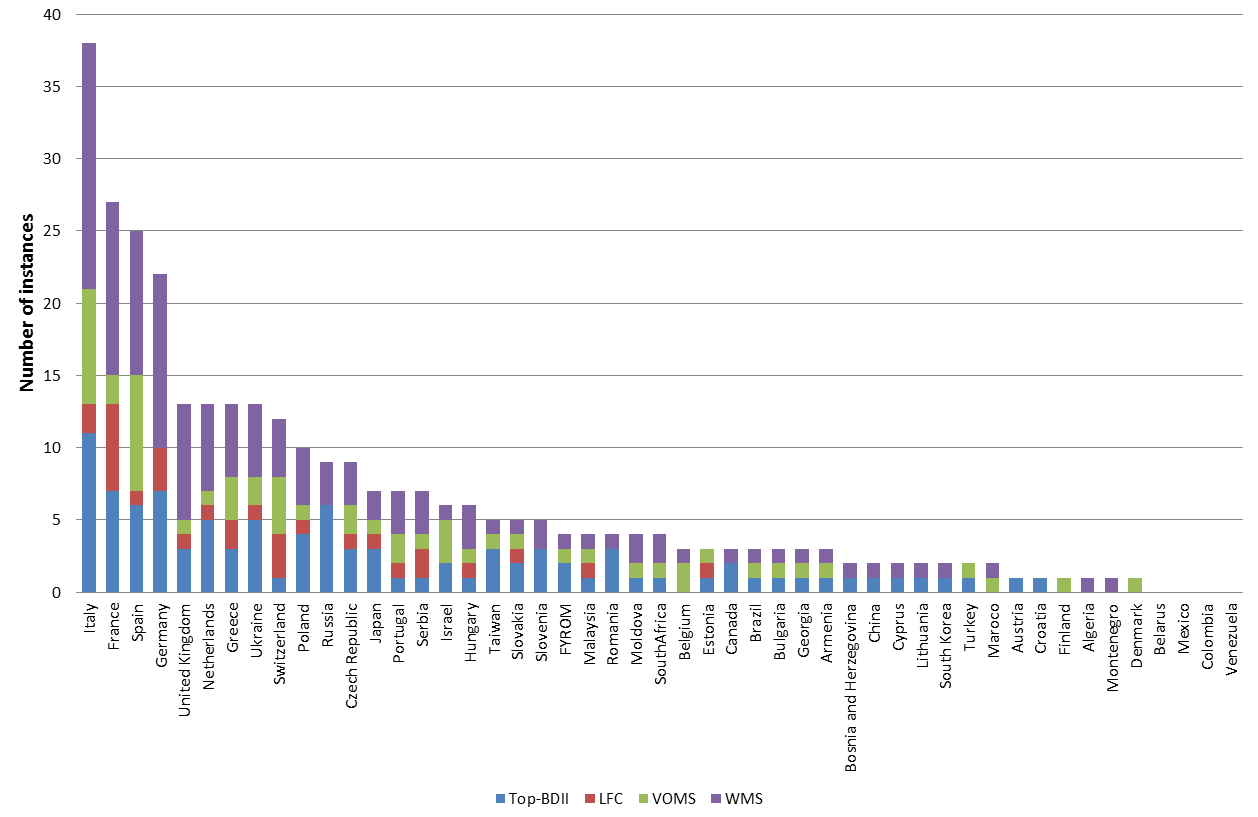 40
35
30
25
20
15
10
5
0
Number of instances
Italy
France
Spain
Germany
United Kingdom
Netherlands
Greece
Ukraine
Switzerland
Poland
Russia
Czech Republic
Japan
Portugal
Serbia
Israel
Hungary
Taiwan
Slovakia
Slovenia
FYROM
Malaysia
Romania
Moldova
SouthAfrica
Belgium
Estonia
Canada
Brazil
Bulgaria
Georgia
Armenia
Bosnia and Herzegovina
China
Cyprus
Lithuania
South Korea
Turkey
Maroco
Austria
Croatia
Finland
Algeria
Montenegro
Denmark
Belarus
Mexico
Colombia
Venezuela
Top-BDII LFC VOMS WMS